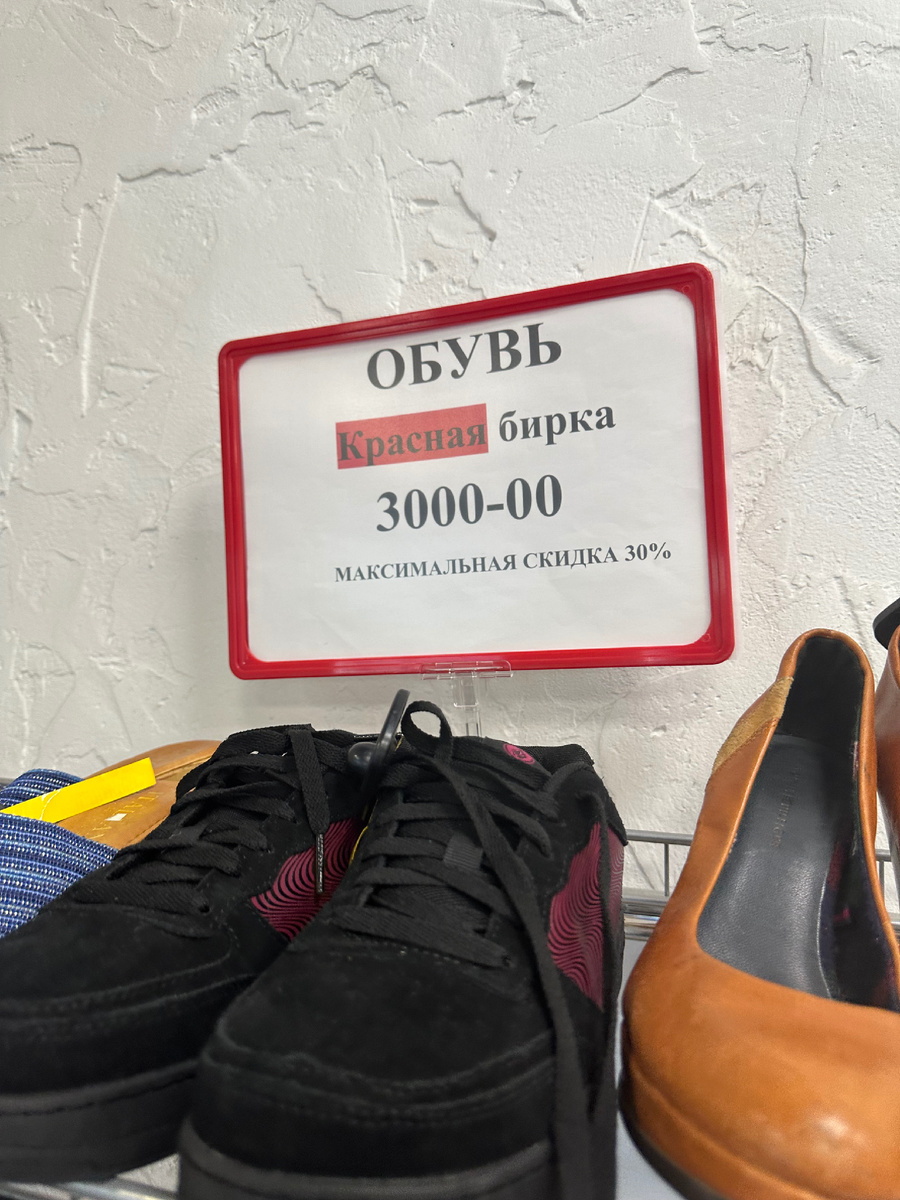 ОБУВЬ
Красная бирка
3000-00
МАКСИМАЛЬНАЯ СКИДКА 30%